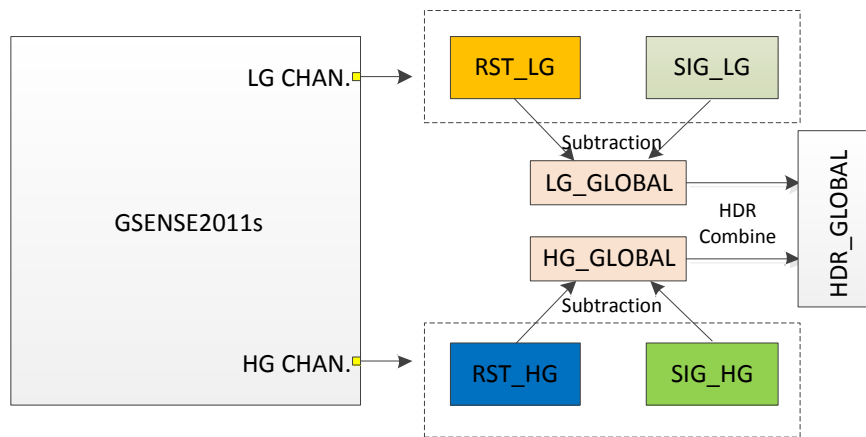 LG CHAN.
RST_LG
SIG_LG
Subtraction
LG_GLOBAL
GSENSE2011s
HDR
Combine
HDR_GLOBAL
HG_GLOBAL
Subtraction
HG CHAN.
RST_HG
SIG_HG